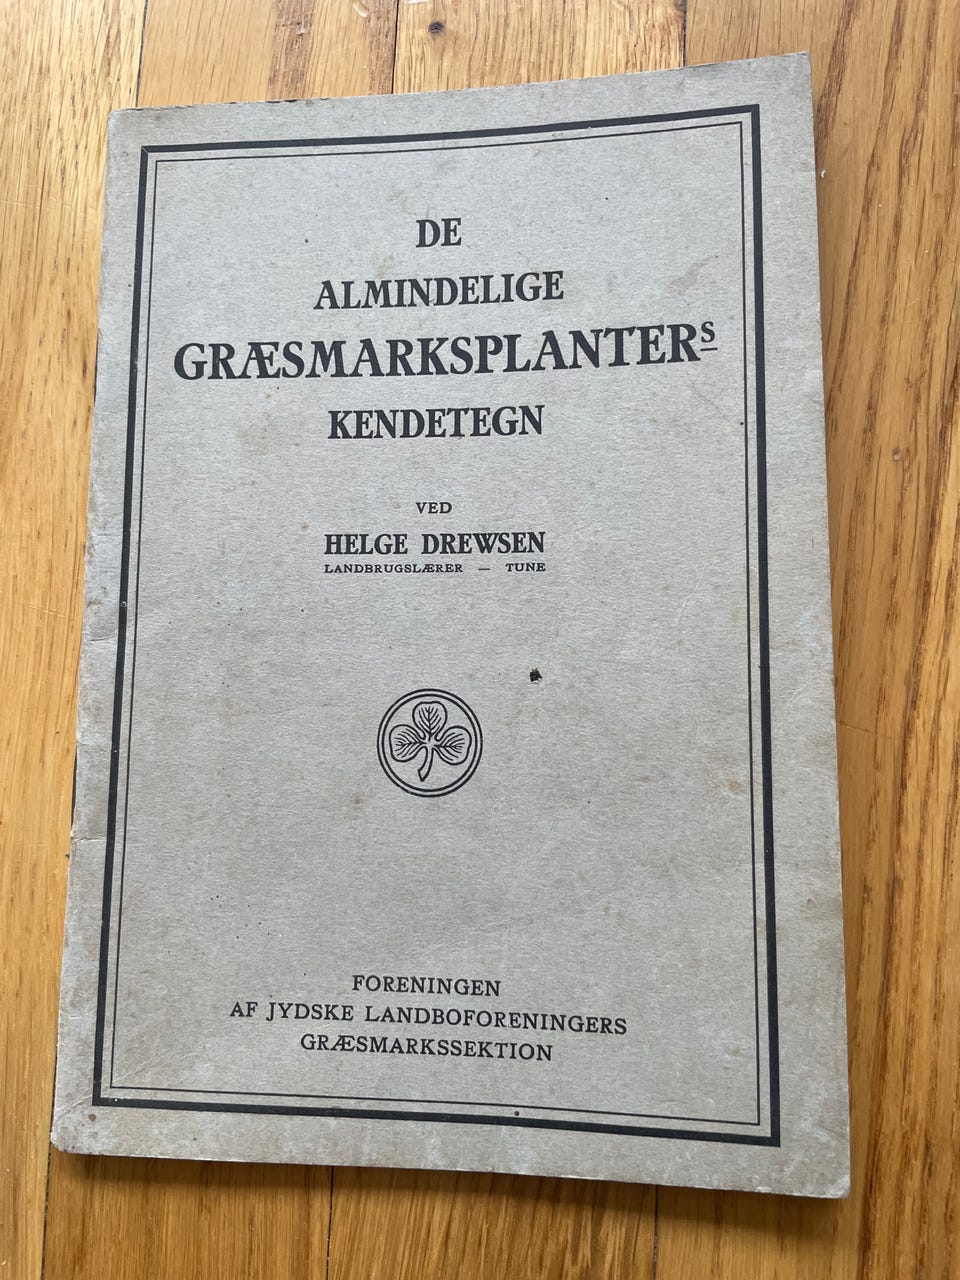 DE
ALMINDELIGE
GRÆSMARKSPLANTERS
KENDETEGN
VED
HELGE DREWSEN
LANDBRUGSLÆRER — TUNE
FORENINGEN
AF JYDSKE LANDBOFORENINGERS
GRÆSMARKSSEKTION